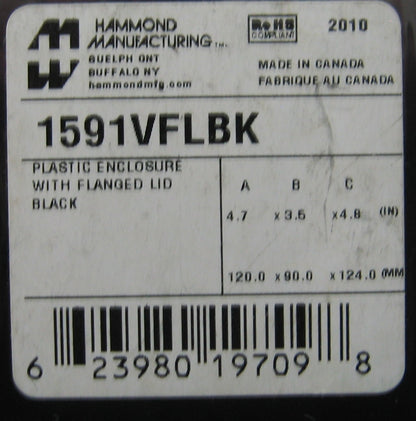 HAMMOND
MANUFACTURING™
GUELPH ONT
BUFFALO NY
hammondmfg.com
RoHS
COMPLIANT
2010
MADE IN CANADA
FABRIQUE AU CANADA
1591VFLBK
PLASTIC ENCLOSURE
WITH FLANGED LID
BLACK
A B C
4.7 x 3.5 x4.8 (IN)
120.0 x 90.0 x 124.0 (MM
6 23980 19709 8